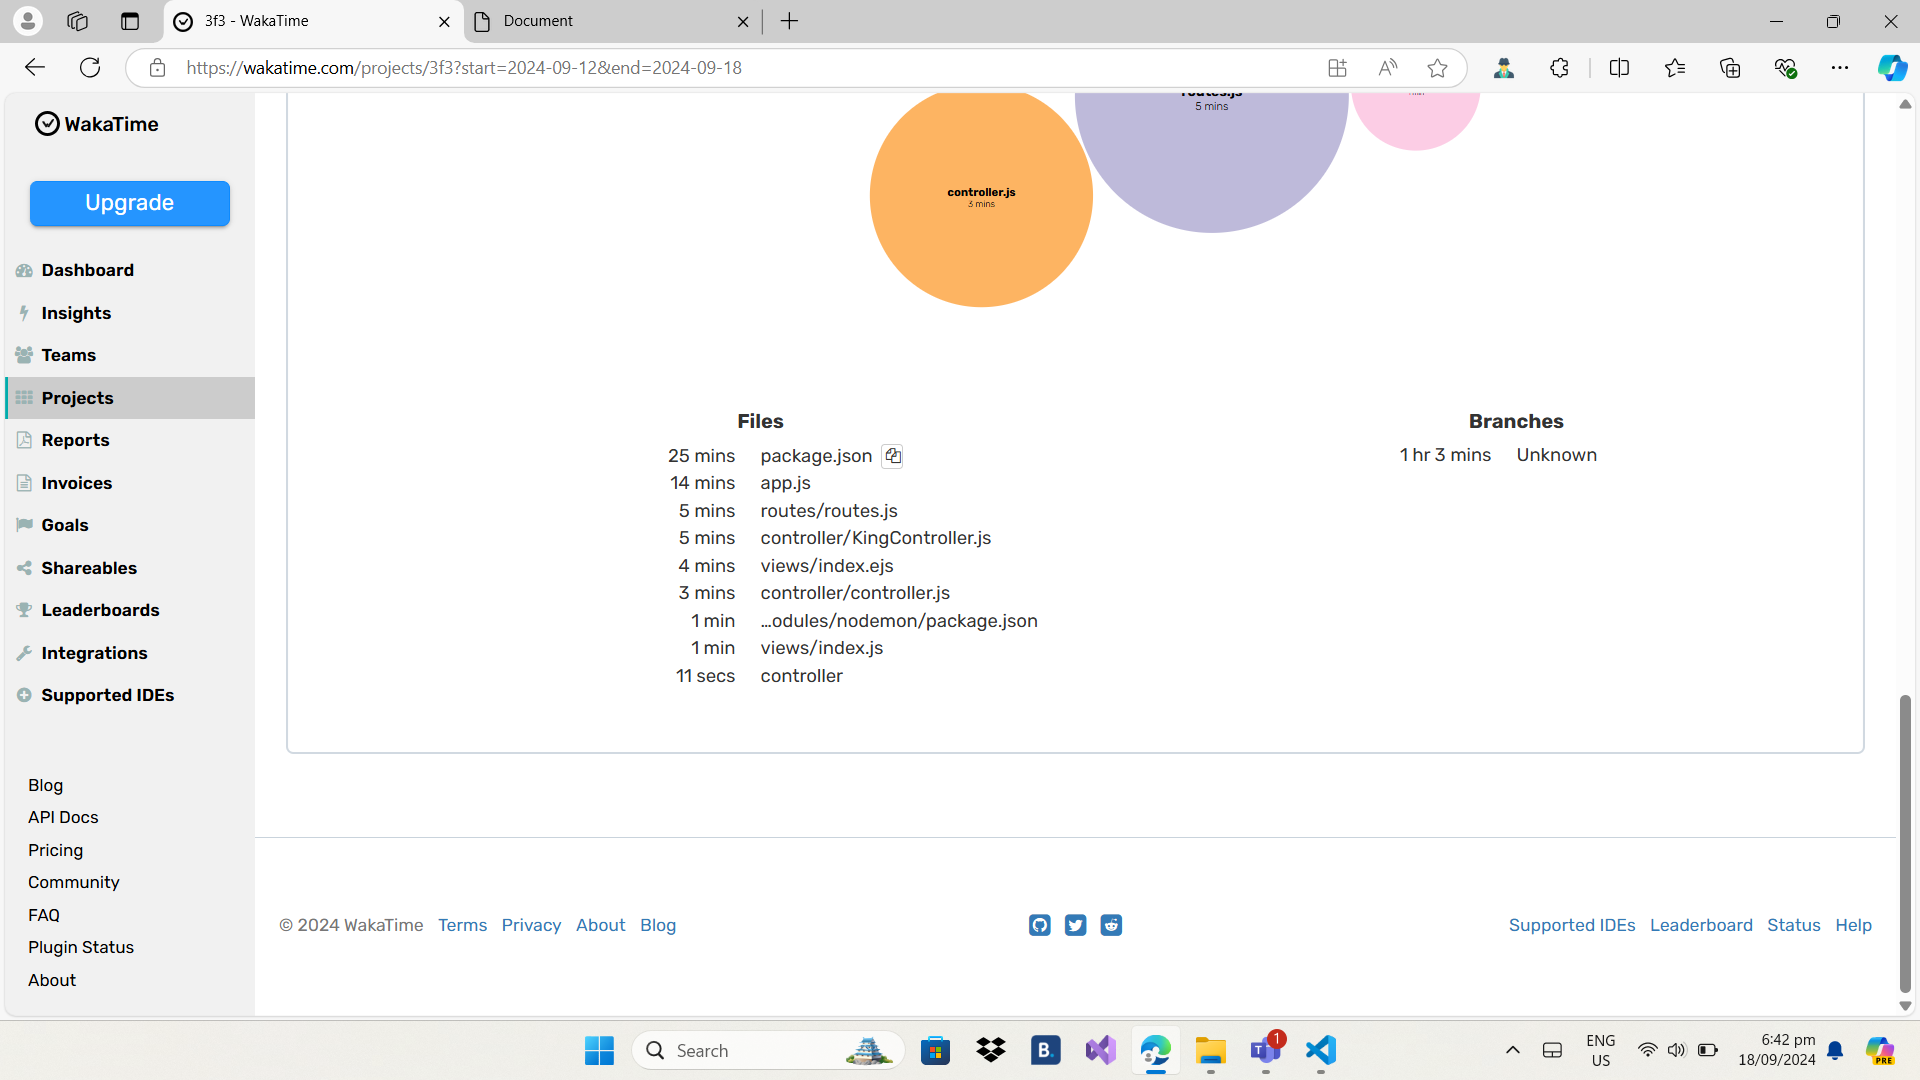 3f3 - WakaTime
Document
https://wakatime.com/projects/3f3?start=2024-09-12&end=2024-09-18
WakaTime
Upgrade
Dashboard
Insights
Teams
Projects
Reports
Invoices
Goals
Shareables
Leaderboards
Integrations
Supported IDEs
Blog
API Docs
Pricing
Community
FAQ
Plugin Status
About
routes.js
5 mins
controller.js
3 mins
Files
25 mins package.json
14 mins app.js
5 mins routes/routes.js
5 mins controller/KingController.js
4 mins views/index.ejs
3 mins controller/controller.js
1 min …odules/nodemon/package.json
1 min views/index.js
11 secs controller
Branches
1 hr 3 mins Unknown
© 2024 WakaTime Terms Privacy About Blog
Supported IDEs Leaderboard Status Help
Search
B.
1
ENG
US
6:42 pm
18/09/2024
PRE